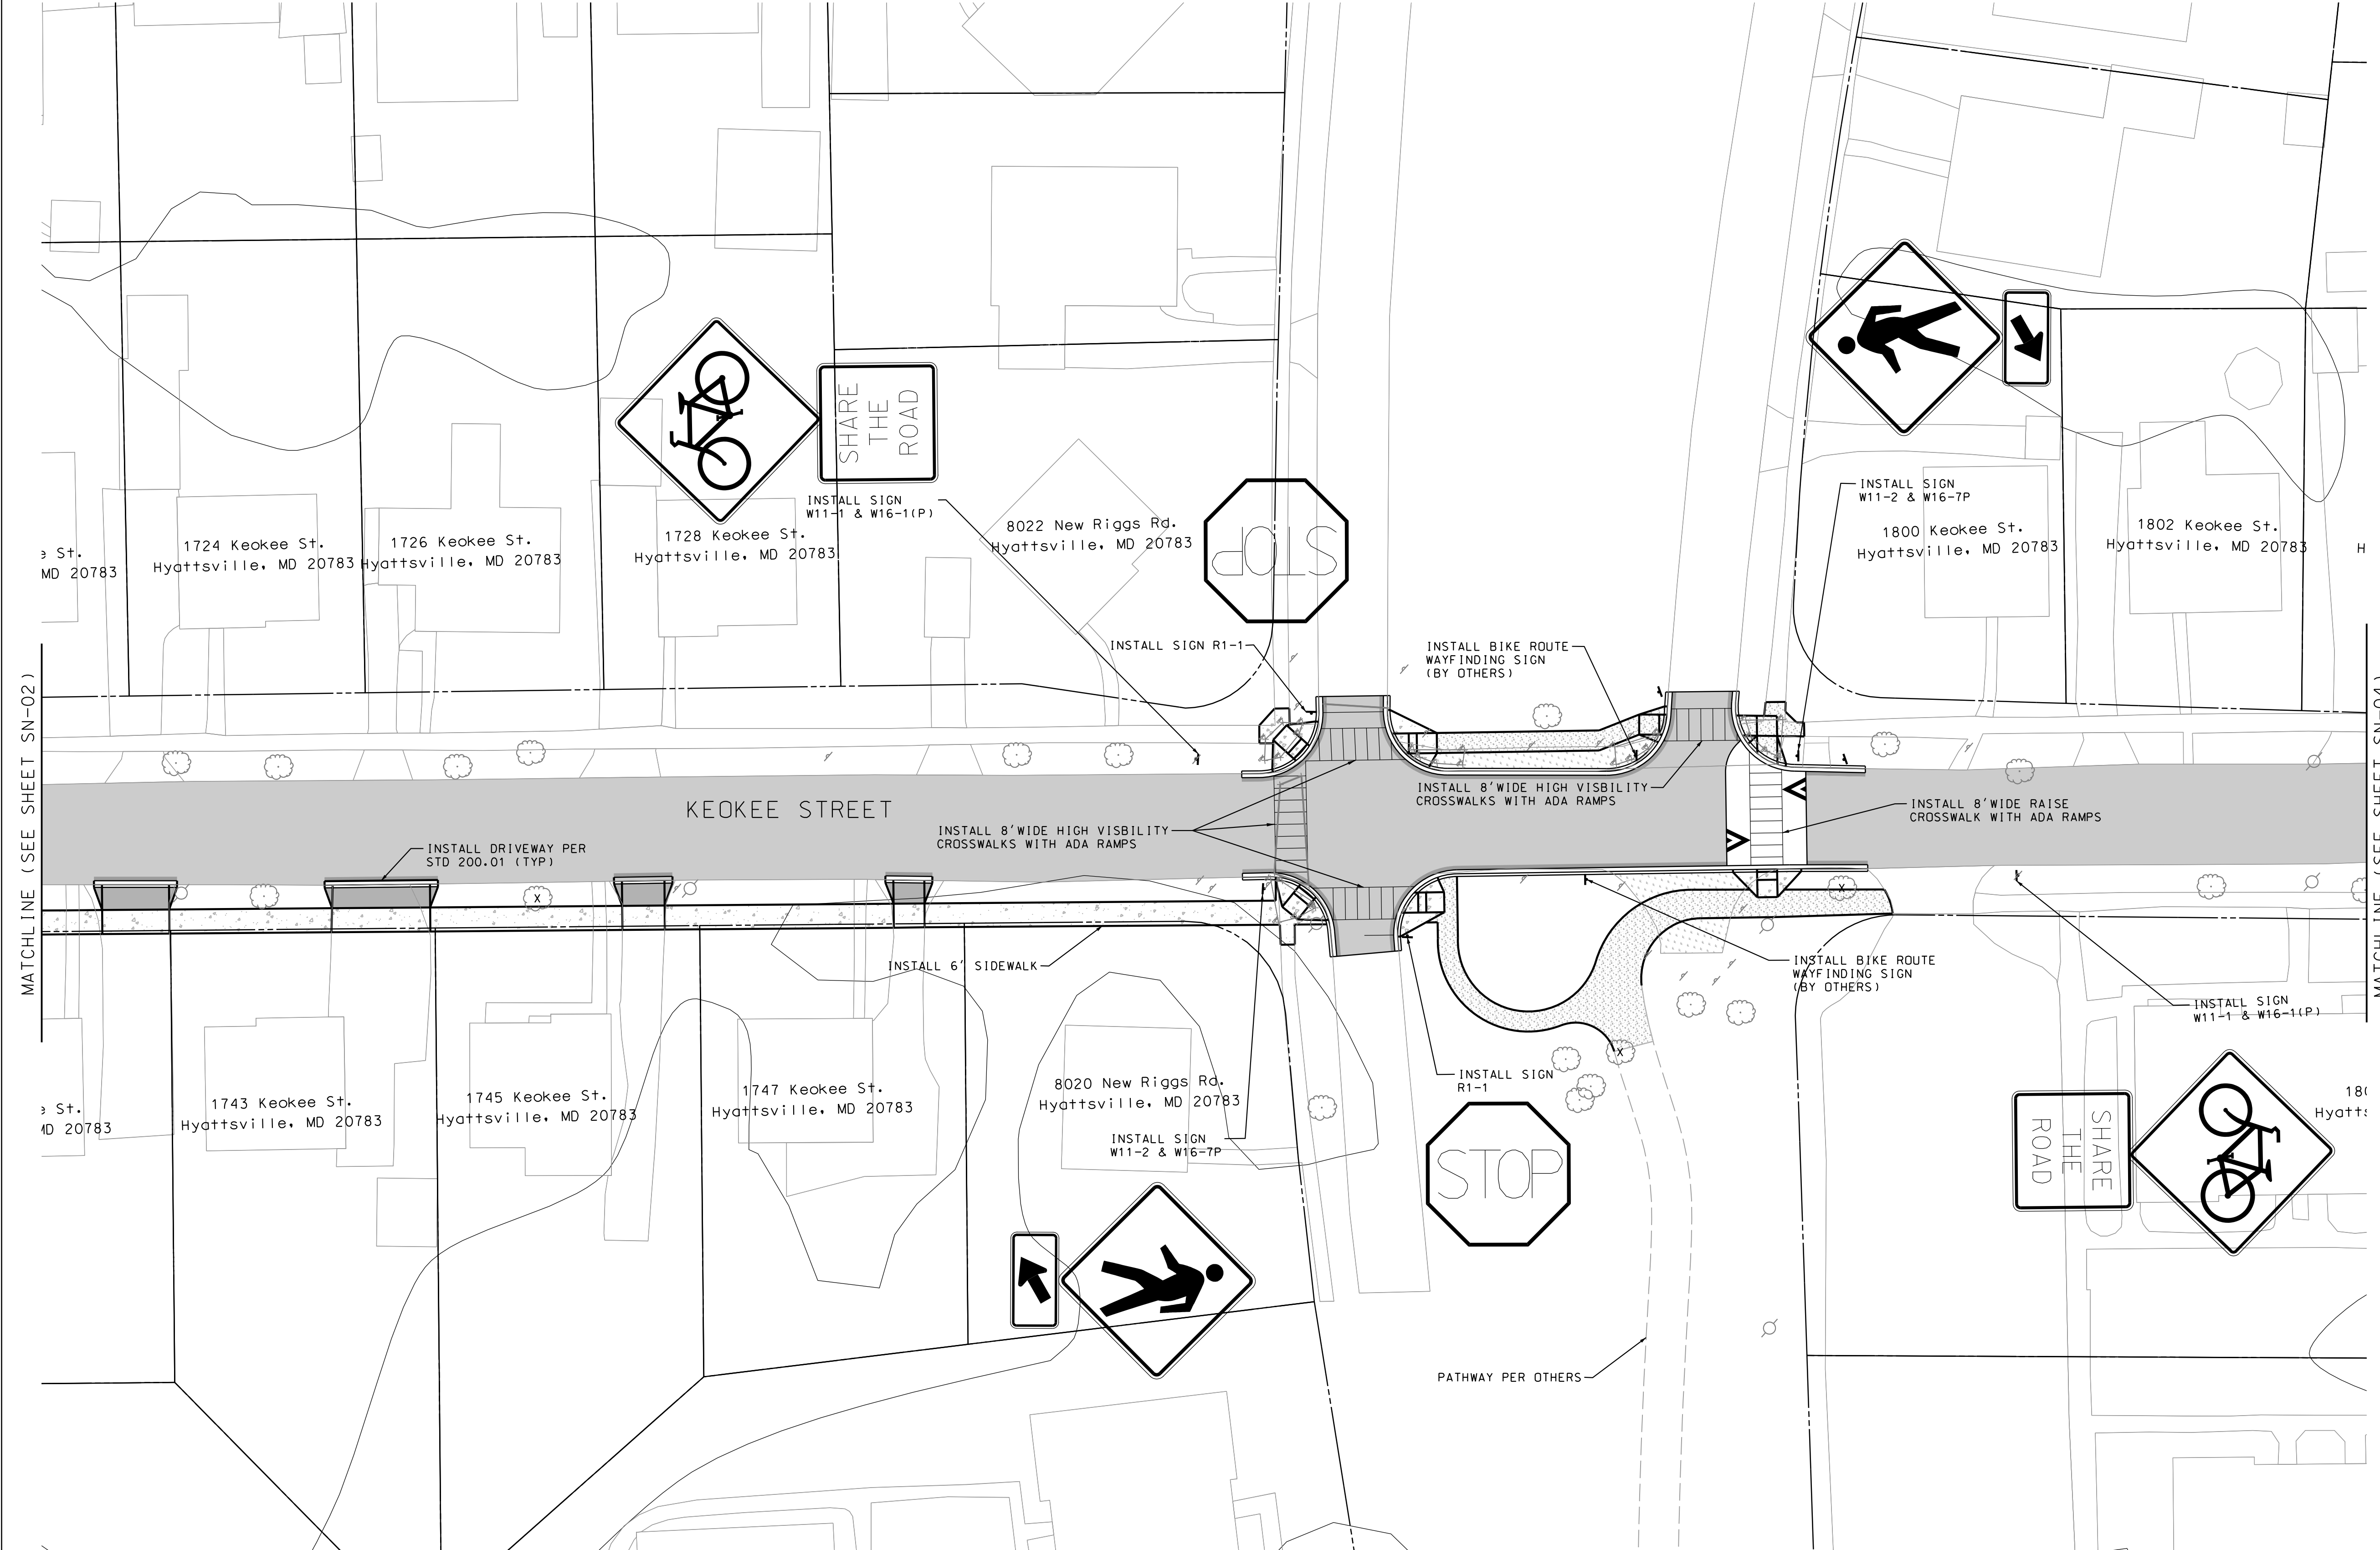 SHARE
THE
ROAD
INSTALL SIGN
W11-1 & W16-1(P)
STOP
INSTALL SIGN
W11-2 & W16-7P
St.
MD 20783
1724 Keokee St.
Hyattsville, MD 20783
1726 Keokee St.
Hyattsville, MD 20783
1728 Keokee St.
Hyattsville, MD 20783
8022 New Riggs Rd.
Hyattsville, MD 20783
1800 Keokee St.
Hyattsville, MD 20783
1802 Keokee St.
Hyattsville, MD 20783
H
INSTALL SIGN R1-1
INSTALL BIKE ROUTE
WAYFINDING SIGN
(BY OTHERS)
MATCHLINE (SEE SHEET SN-02)
MATCHLINE (SEE SHEET SN-04)
KEOKEE STREET
INSTALL 8'WIDE HIGH VISBILITY
CROSSWALKS WITH ADA RAMPS
INSTALL 8'WIDE HIGH VISBILITY
CROSSWALKS WITH ADA RAMPS
INSTALL 8'WIDE RAISE
CROSSWALK WITH ADA RAMPS
INSTALL DRIVEWAY PER
STD 200.01 (TYP)
X
X
INSTALL 6' SIDEWALK
INSTALL BIKE ROUTE
WAYFINDING SIGN
(BY OTHERS)
INSTALL SIGN
W11-1 & W16-1(P)
X
INSTALL SIGN
R1-1
St.
MD 20783
1743 Keokee St.
Hyattsville, MD 20783
1745 Keokee St.
Hyattsville, MD 20783
1747 Keokee St.
Hyattsville, MD 20783
8020 New Riggs Rd.
Hyattsville, MD 20783
INSTALL SIGN
W11-2 & W16-7P
STOP
SHARE
THE
ROAD
180
Hyatts
PATHWAY PER OTHERS